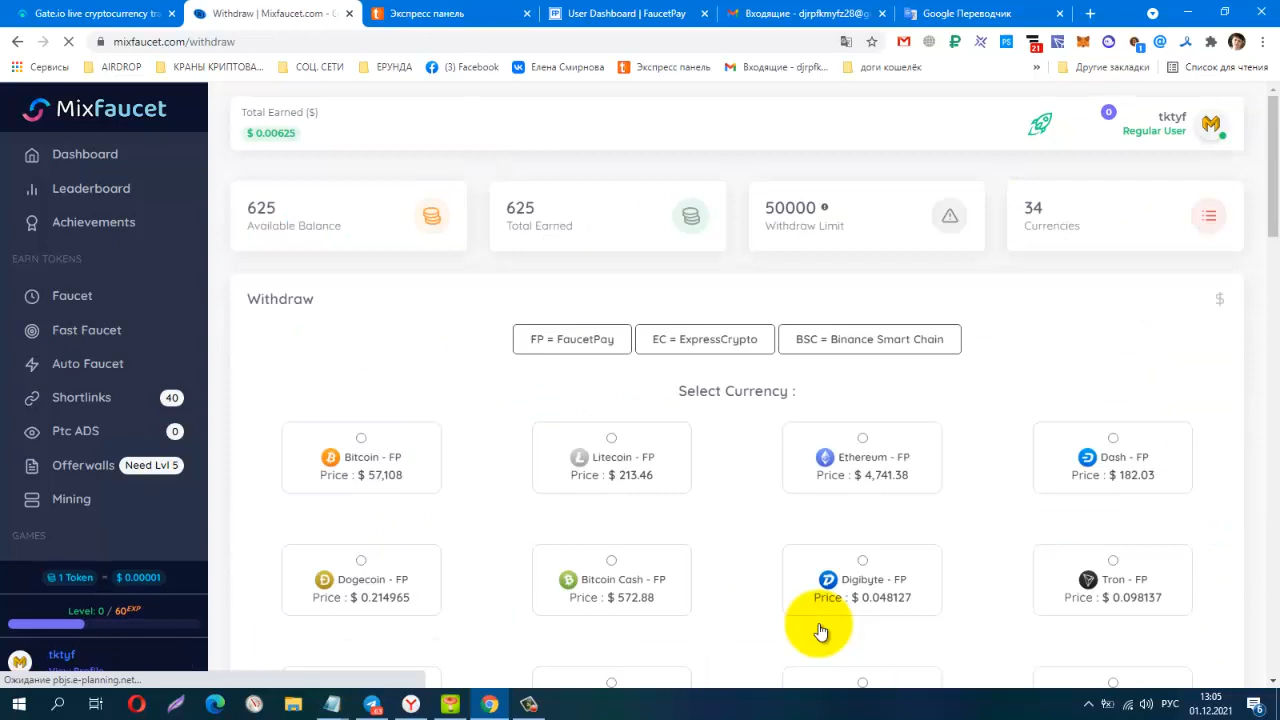 Gate.io live cryptocurrency tra
Withdraw | Mixfaucet.com - Г
Экспресс панель
User Dashboard | FaucetPay
Входящие - djrpfkmyfz28@g
Google Переводчик
mixfaucet.com/withdraw
21
1
Сервисы
AIRDROP
КРАНЫ КРИПТОВА...
СОЦ. СЕТИ
ЕРУНДА
(3) Facebook
Елена Смирнова
Экспресс панель
Входящие - djrpfk...
доги кошелёк
»
Другие закладки
Список для чтения
Mixfaucet
Dashboard
Leaderboard
Achievements
EARN TOKENS
Faucet
Fast Faucet
Auto Faucet
Shortlinks 40
Ptc ADS 0
Offerwalls Need Lvl 5
Mining
GAMES
1 Token = $ 0.00001
Level: 0 / 60EXP
tktyf
View Profile
Total Earned ($)
$ 0.00625
0
tktyf
Regular User
625
Available Balance
625
Total Earned
50000
Withdraw Limit
34
Currencies
Withdraw
$
FP = FaucetPay
EC = ExpressCrypto
BSC = Binance Smart Chain
Select Currency :
Bitcoin - FP
Price : $ 57,108
Litecoin - FP
Price : $ 213.46
Ethereum - FP
Price : $ 4,741.38
Dash - FP
Price : $ 182.03
Dogecoin - FP
Price : $ 0.214965
Bitcoin Cash - FP
Price : $ 572.88
Digibyte - FP
Price : $ 0.048127
Tron - FP
Price : $ 0.098137
Ожидание pbjs.e-planning.net...
РУС
13:05
01.12.2021
6